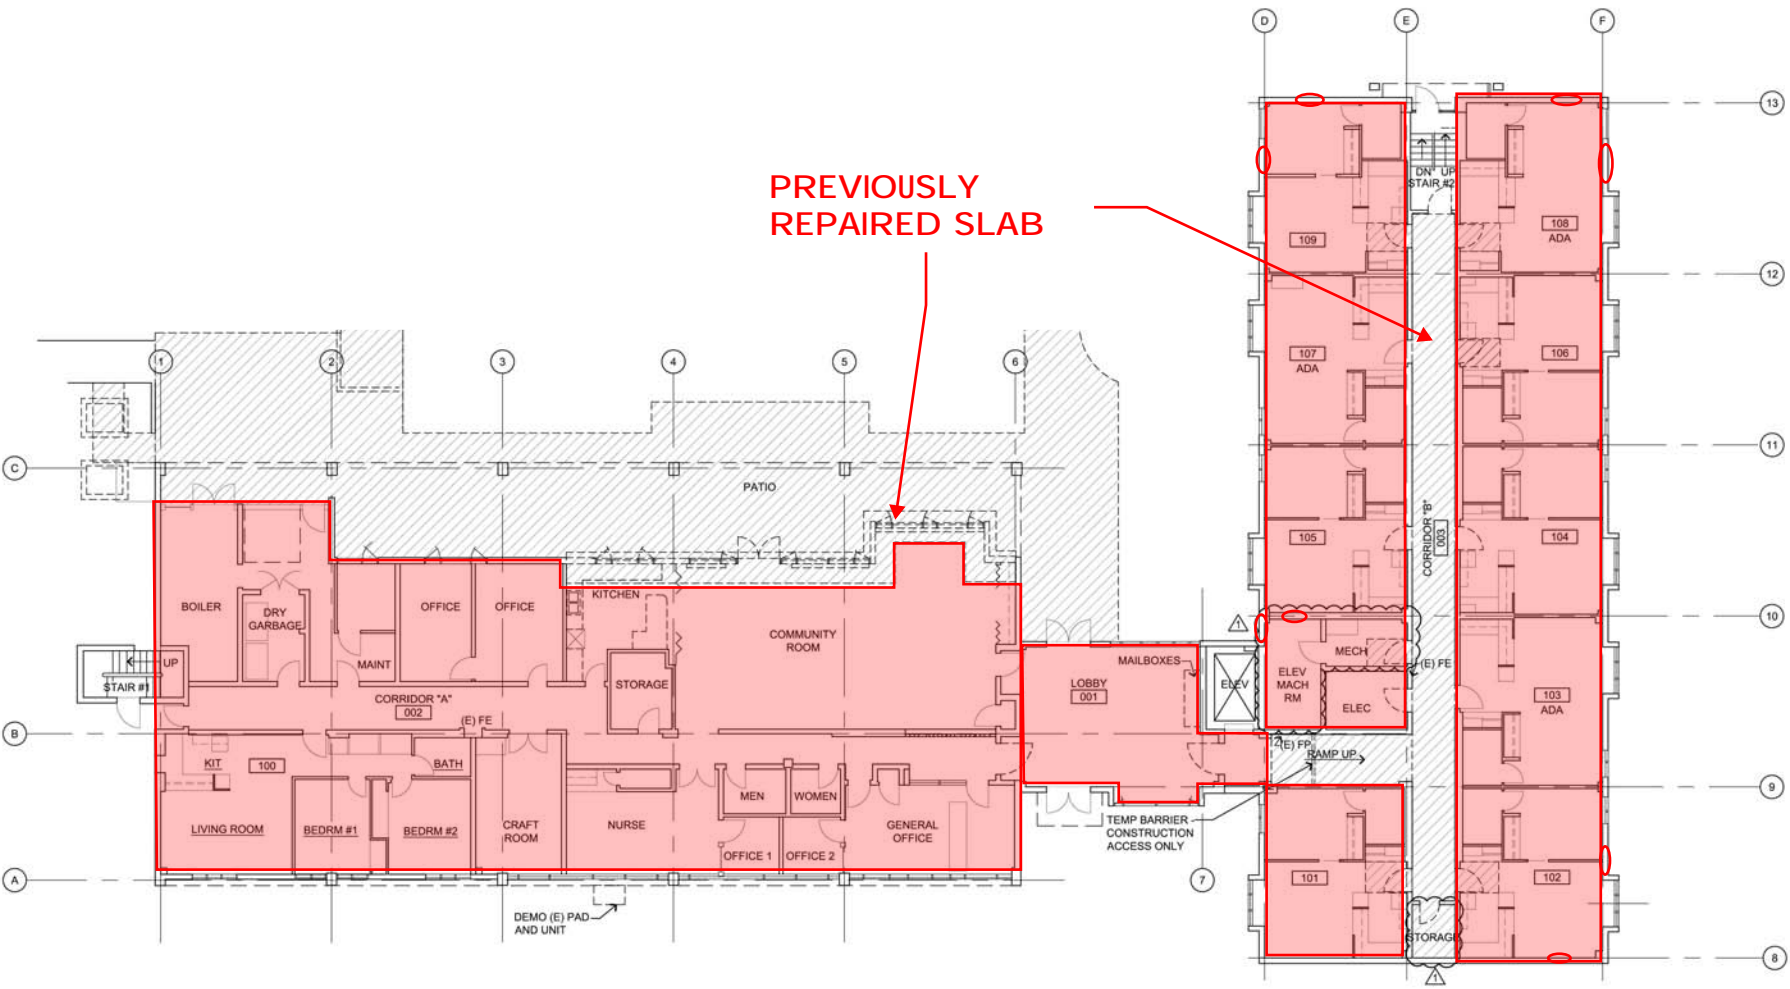 D
E
F
13
PREVIOUSLY
REPAIRED SLAB
DN
UP
STAIR #2
109
108
ADA
12
107
ADA
106
1
2
3
4
5
6
11
C
PATIO
105
CORRIDOR "B"
003
104
BOILER
DRY
GARBAGE
OFFICE
OFFICE
KITCHEN
COMMUNITY
ROOM
10
1
MAINT
STORAGE
UP
STAIR #1
CORRIDOR "A"
002
(E) FE
LOBBY
001
MAILBOXES
ELEV
ELEV
MACH
RM
MECH
ELEC
(E) FE
103
ADA
B
(E) FP
RAMP UP
KIT
100
BATH
9
LIVING ROOM
BEDRM #1
BEDRM #2
CRAFT
ROOM
NURSE
MEN
WOMEN
GENERAL
OFFICE
OFFICE 1
OFFICE 2
TEMP BARRIER
CONSTRUCTION
ACCESS ONLY
A
7
101
102
DEMO (E) PAD
AND UNIT
STORAGE
8
1